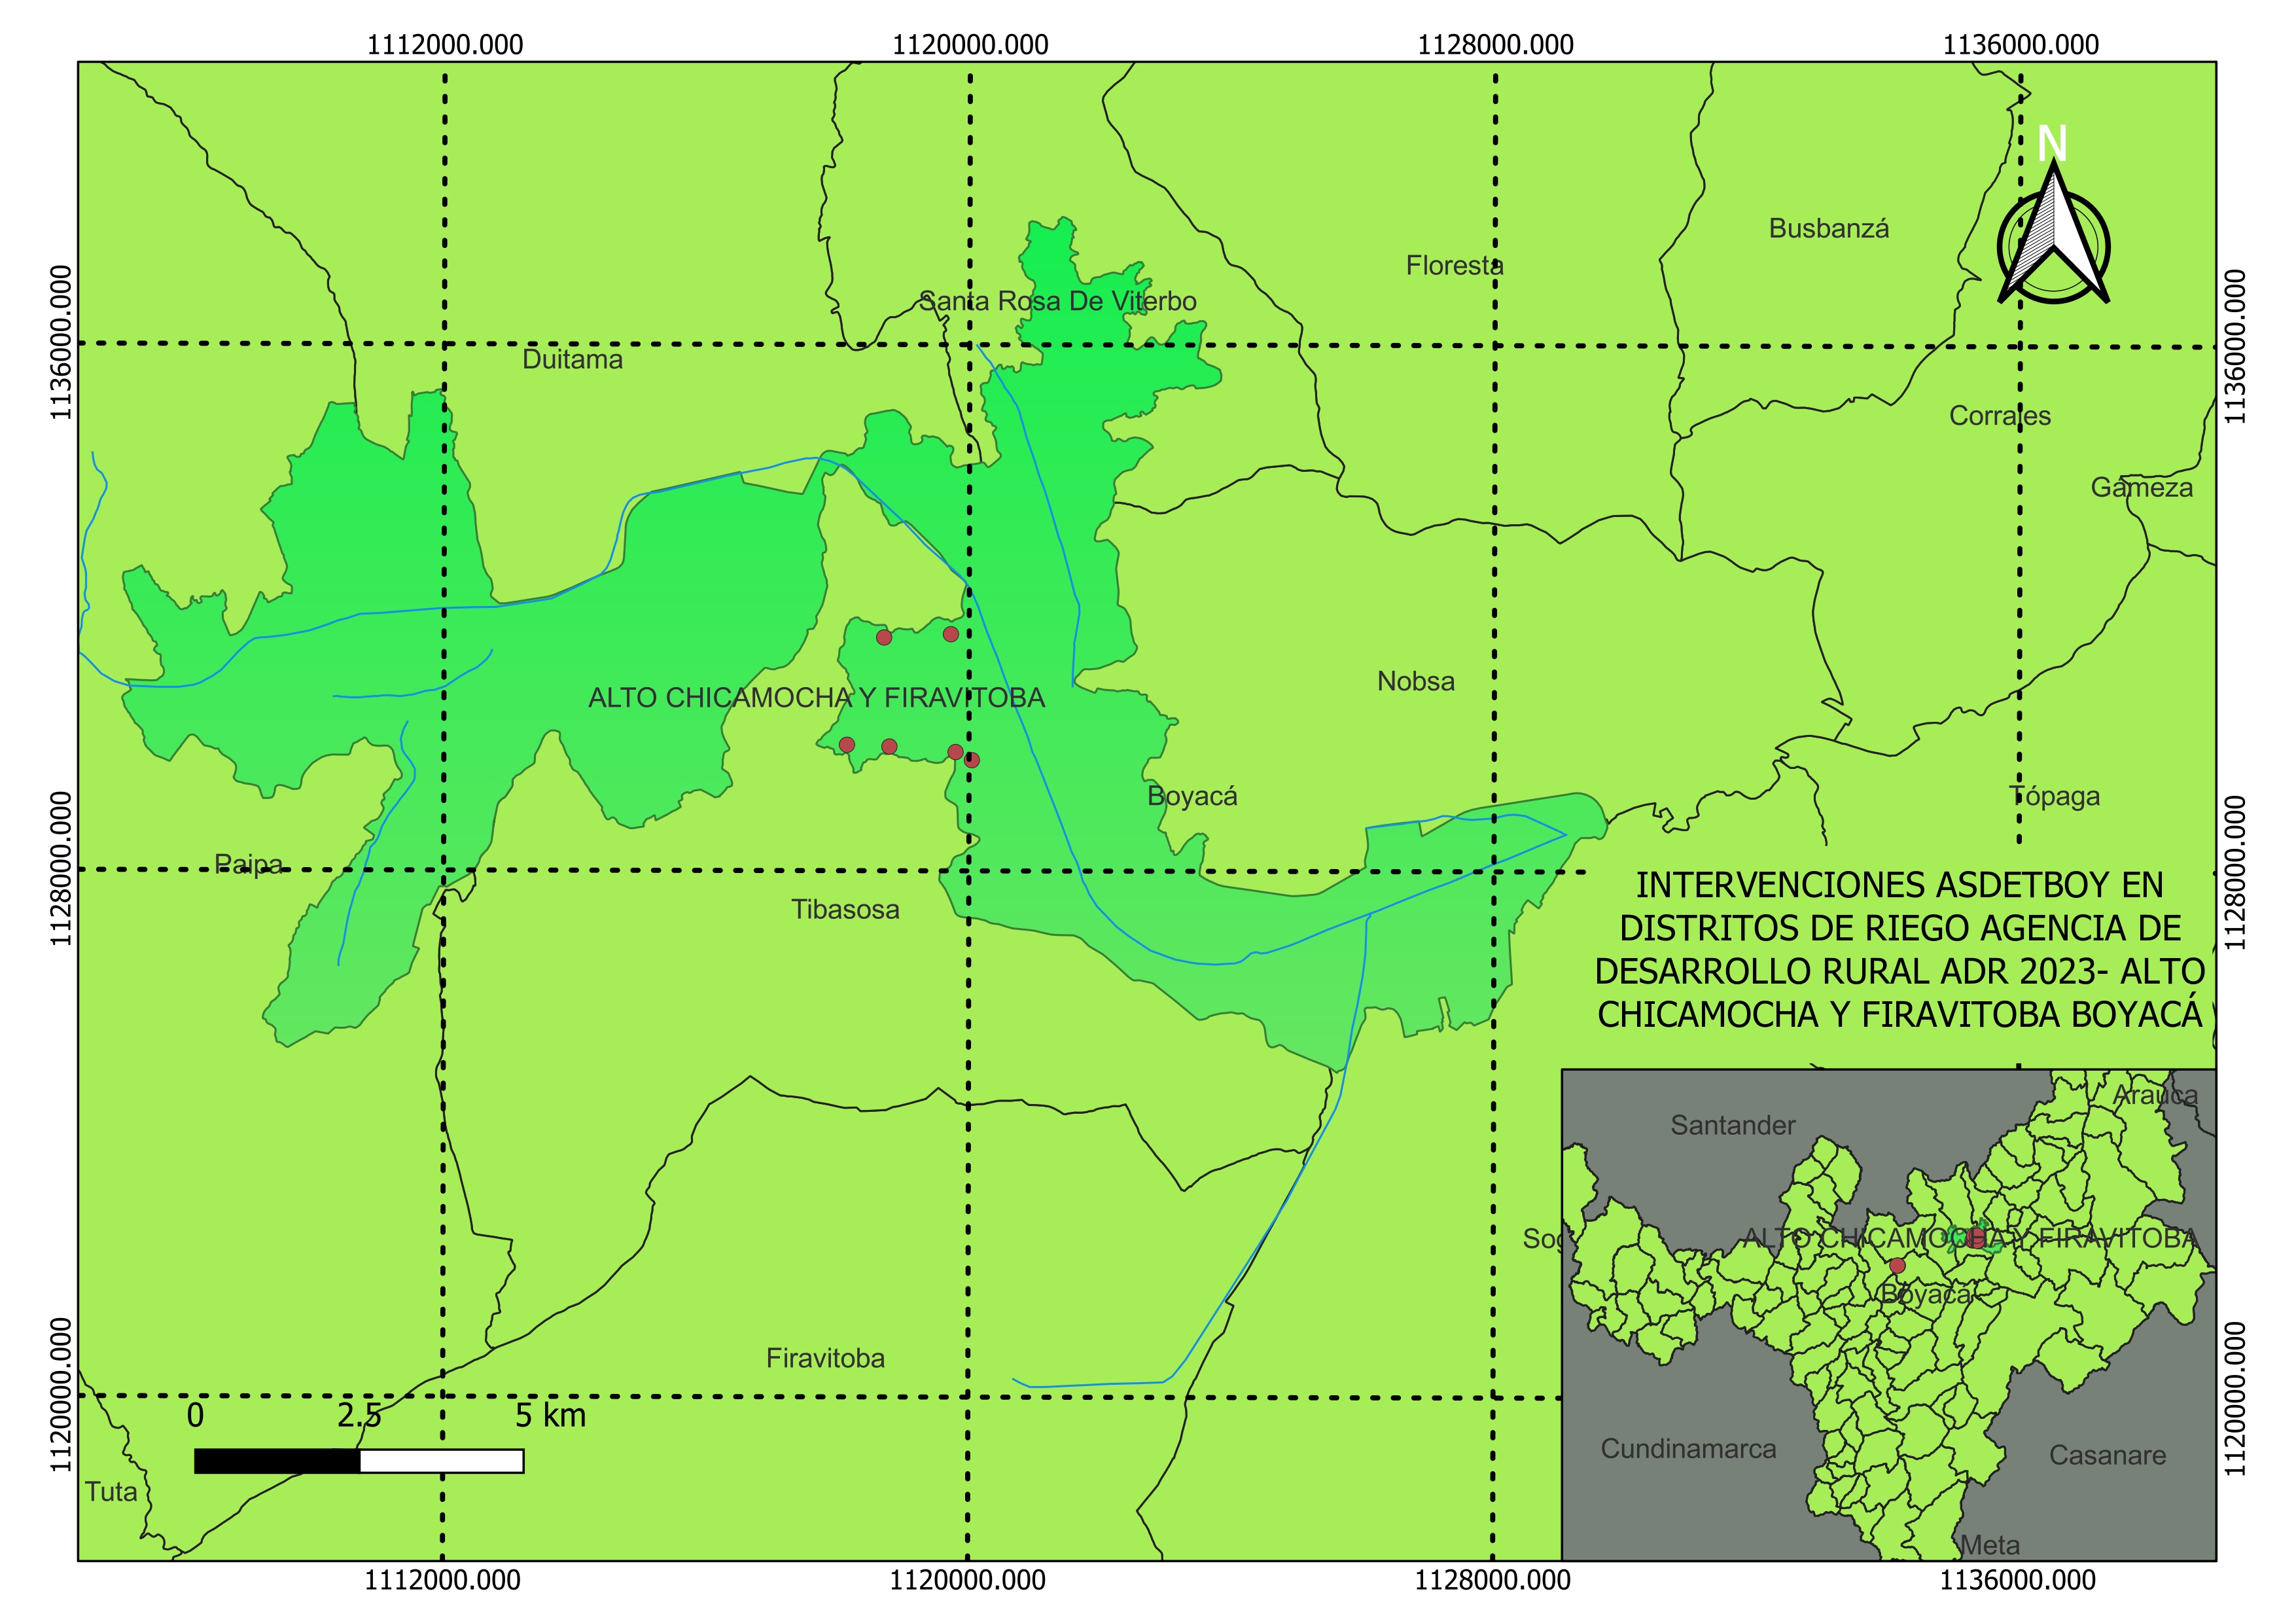 1112000.000
1120000.000
1128000.000
1136000.000
N
Busbanzá
Floresta
Santa Rosa De Viterbo
1136000.000
1136000.000
Duitama
Corrales
Gámeza
Nobsa
ALTO CHICAMOCHA Y FIRAVITOBA
Boyacá
Tópaga
1128000.000
1128000.000
Paipa
Tibasosa
INTERVENCIONES ASDETBOY EN
DISTRITOS DE RIEGO AGENCIA DE
DESARROLLO RURAL ADR 2023- ALTO
CHICAMOCHA Y FIRAVITOBA BOYACÁ
Arauca
Santander
Sog
ALTO CHICAMOCHA Y FIRAVITOBA
Boyacá
Firavitoba
1120000.000
1120000.000
0 2.5 5 km
Cundinamarca
Casanare
Tuta
Meta
1112000.000
1120000.000
1128000.000
1136000.000